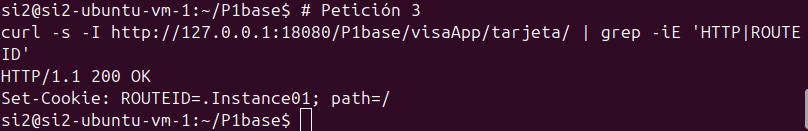 si2@si2-ubuntu-vm-1:~/P1base$ # Petición 3
curl -s -I http://127.0.0.1:18080/P1base/visaApp/tarjeta/ | grep -iE 'HTTP|ROUTE
ID'
HTTP/1.1 200 OK
Set-Cookie: ROUTEID=.Instance01; path=/
si2@si2-ubuntu-vm-1:~/P1base$